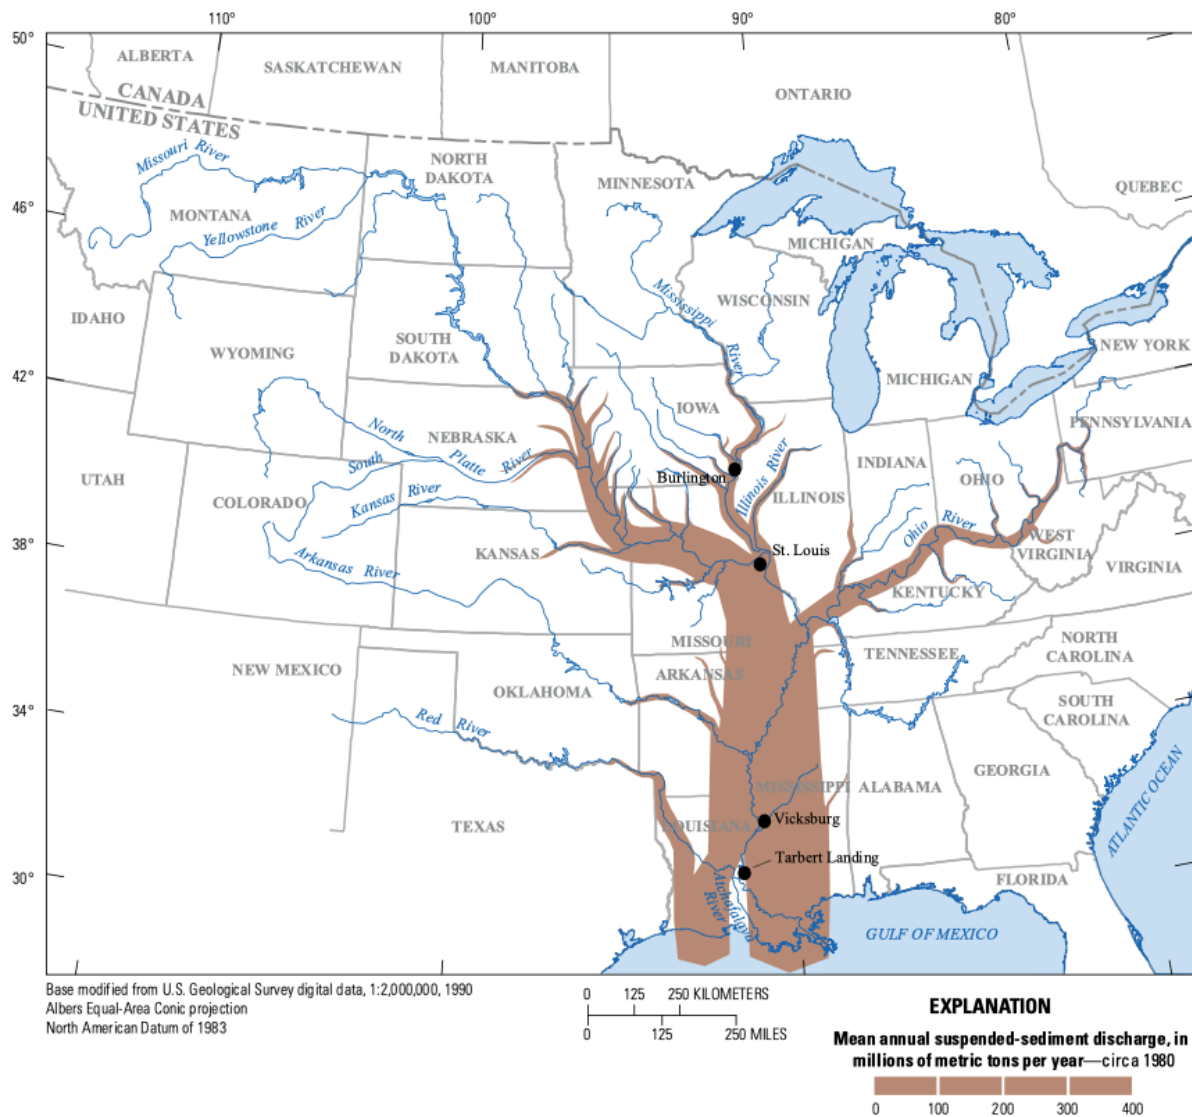 110°
100°
90°
80°
50°
46°
42°
38°
34°
30°
ALBERTA
SASKATCHEWAN
MANITOBA
ONTARIO
QUEBEC
CANADA
UNITED STATES
Missouri River
MONTANA
Yellowstone River
NORTH
DAKOTA
MINNESOTA
MICHIGAN
WISCONSIN
Mississippi
River
IDAHO
WYOMING
SOUTH
DAKOTA
MICHIGAN
NEW YORK
IOWA
PENNSYLVANIA
NEBRASKA
North
Platte
River
South
UTAH
COLORADO
Kansas River
Burlington
Illinois River
ILLINOIS
INDIANA
OHIO
Ohio River
WEST
VIRGINIA
VIRGINIA
KANSAS
St. Louis
Arkansas River
KENTUCKY
MISSOURI
NEW MEXICO
OKLAHOMA
ARKANSAS
TENNESSEE
NORTH
CAROLINA
SOUTH
CAROLINA
Red River
GEORGIA
MISSISSIPPI
ALABAMA
TEXAS
LOUISIANA
Vicksburg
Tarbert Landing
Atchafalaya
River
FLORIDA
ATLANTIC OCEAN
GULF OF MEXICO
Base modified from U.S. Geological Survey digital data, 1:2,000,000, 1990
Albers Equal-Area Conic projection
North American Datum of 1983
0 125 250 KILOMETERS
0 125 250 MILES
EXPLANATION
Mean annual suspended-sediment discharge, in
millions of metric tons per year—circa 1980
0 100 200 300 400